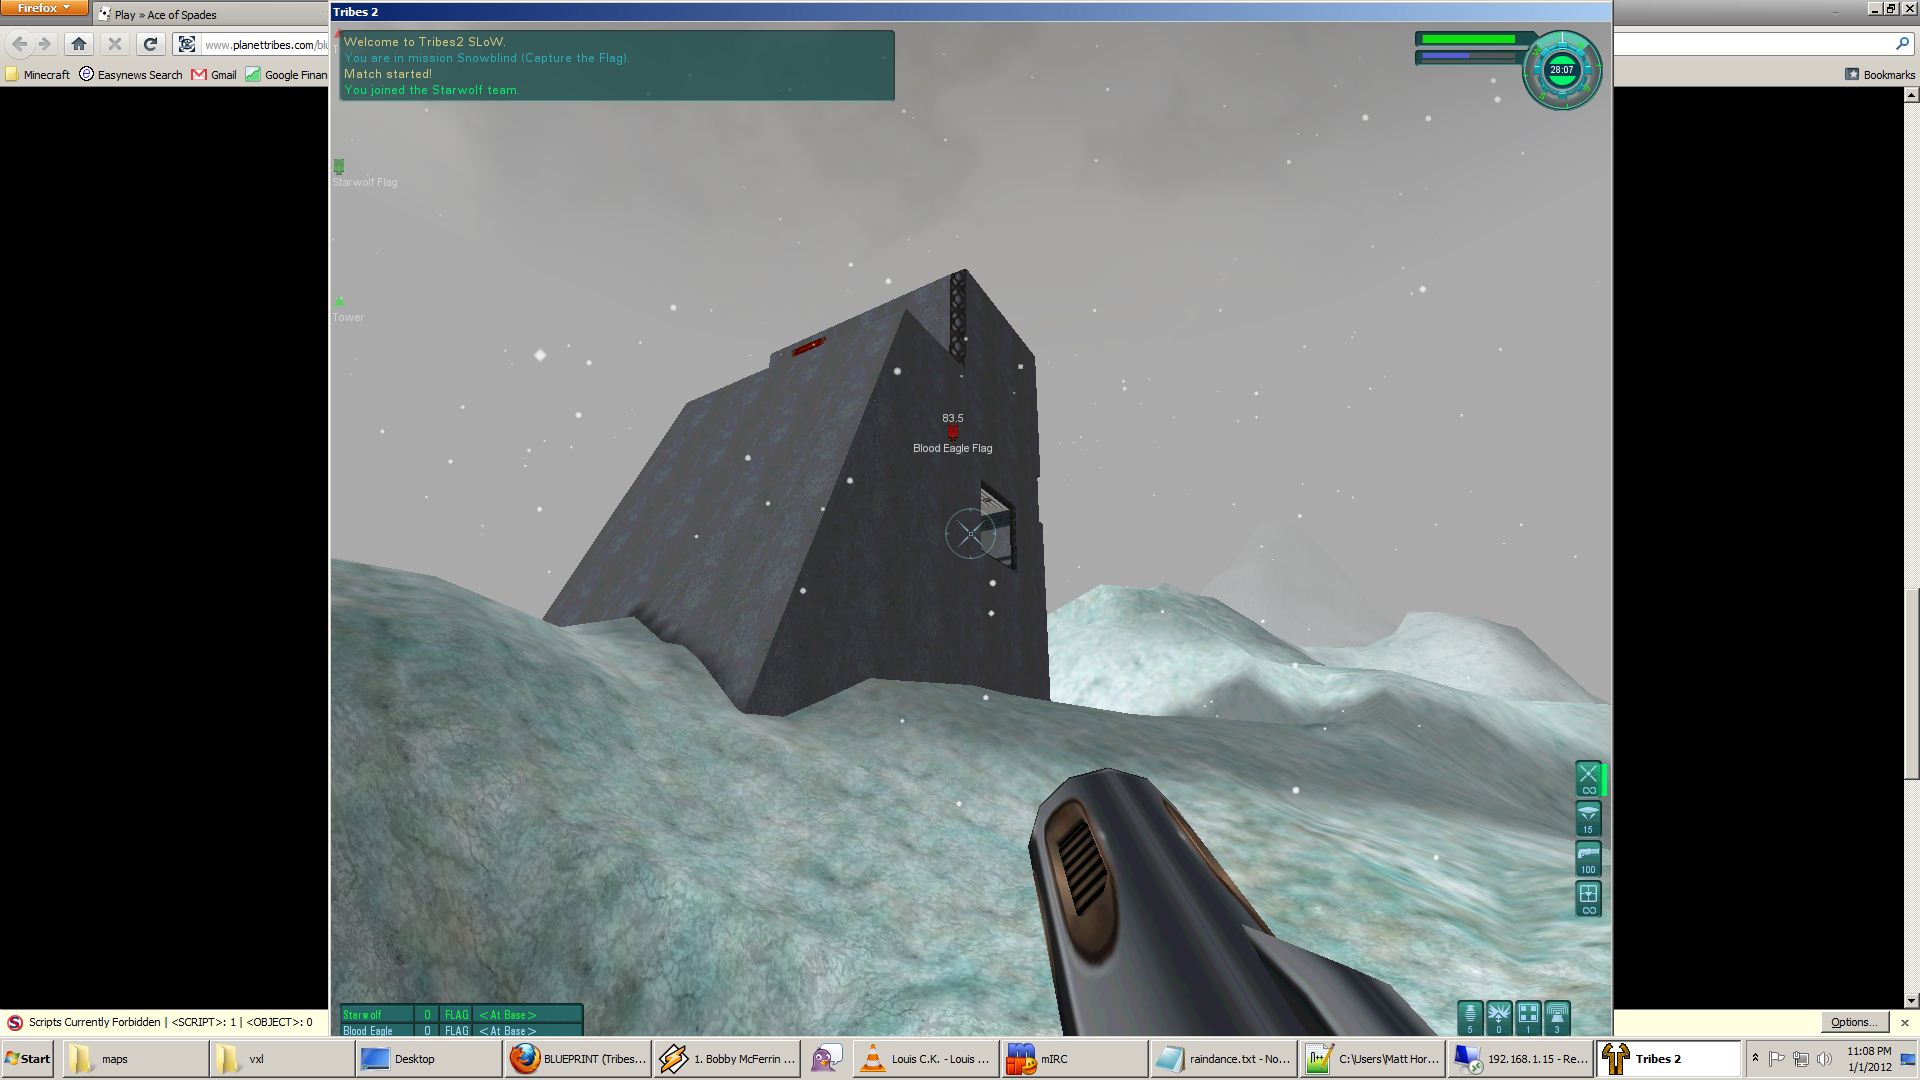 Firefox
Play » Ace of Spades
www.planettribes.com/blu
Minecraft
Easynews Search
Gmail
Google Finan
Bookmarks
Tribes 2
Welcome to Tribes2 SLoW.
You are in mission Snowblind (Capture the Flag).
Match started!
You joined the Starwolf team.
28:07
Starwolf Flag
Tower
83.5
Blood Eagle Flag
∞
15
100
∞
5
0
1
3
Starwolf 0 FLAG <At Base>
Blood Eagle 0 FLAG <At Base>
Scripts Currently Forbidden | <SCRIPT>: 1 | <OBJECT>: 0
Options...
Start
maps
vxl
Desktop
BLUEPRINT (Tribes...
1. Bobby McFerrin ...
Louis C.K. - Louis ...
mIRC
raindance.txt - No...
C:\Users\Matt Hor...
192.168.1.15 - Re...
Tribes 2
11:08 PM
1/1/2012